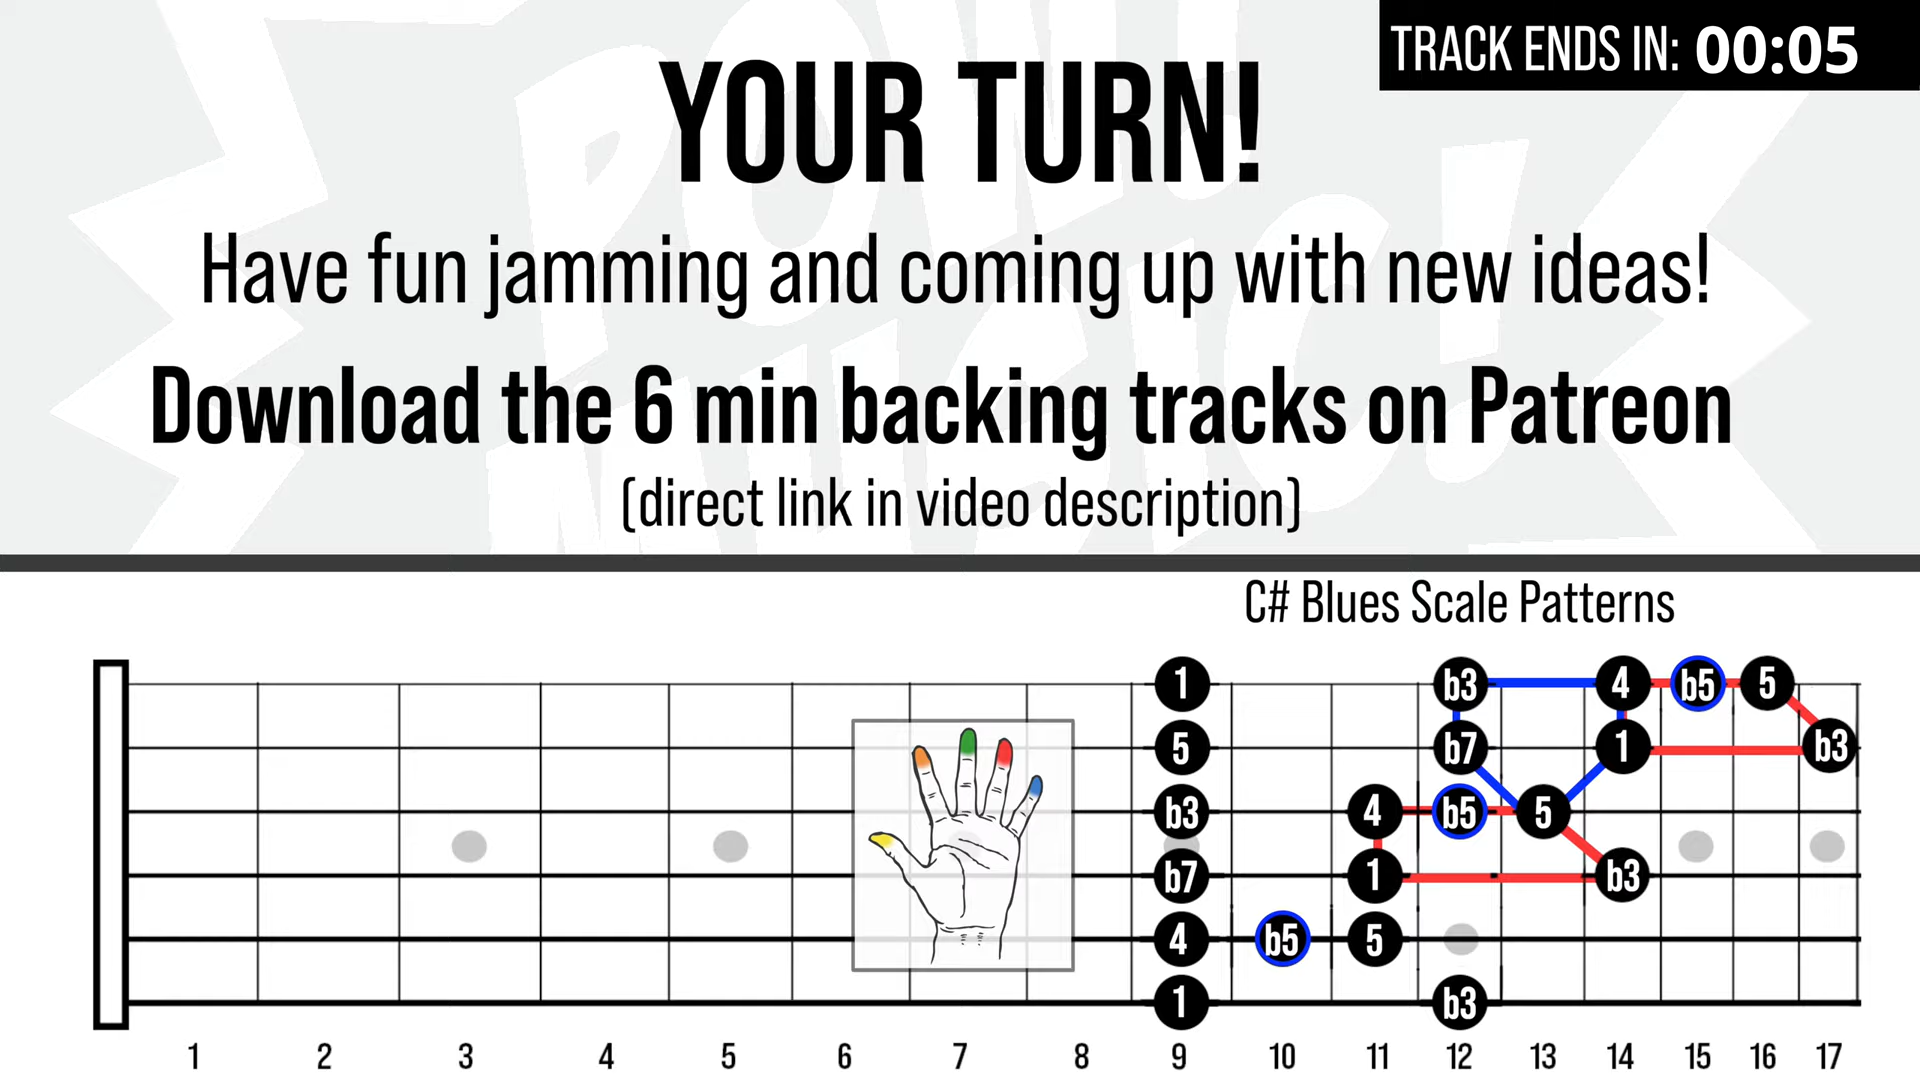 TRACK ENDS IN: 00:05
YOUR TURN!
Have fun jamming and coming up with new ideas!
Download the 6 min backing tracks on Patreon
(direct link in video description)
POW!
MUSIC!
C# Blues Scale Patterns
1 b3 4 b5 5
5 b7 1 b3
b3 4 b5 5
b7 1 b3
4 b5 5
1 b3
1 2 3 4 5 6 7 8 9 10 11 12 13 14 15 16 17